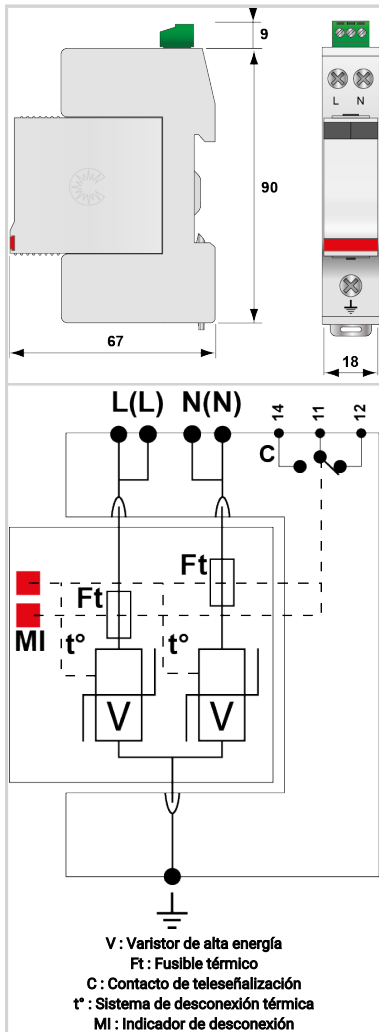 9
L N
90
67
18
L(L) N(N)
14
11
12
C
Ft
Ft
MI
t°
t°
V
V
V : Varistor de alta energía
Ft : Fusible térmico
C : Contacto de teleseñalización
t° : Sistema de desconexión térmica
MI : Indicador de desconexión